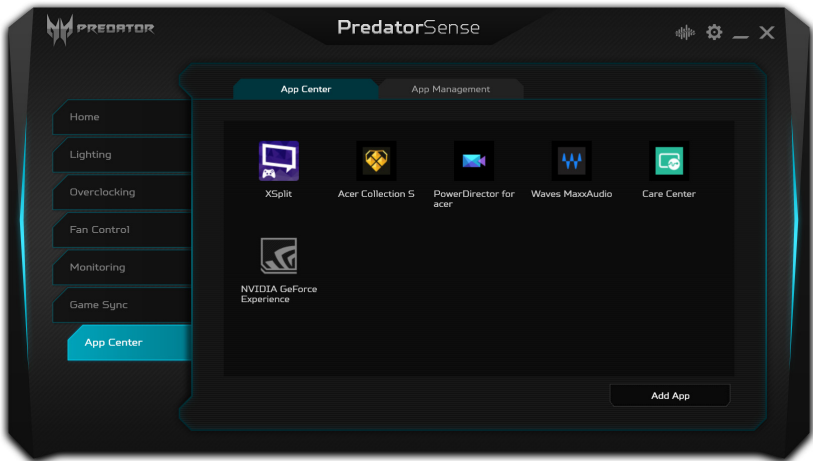 PREDATOR
PredatorSense
App Center
App Management
Home
Lighting
Overclocking
Fan Control
Monitoring
Game Sync
App Center
XSplit
Acer Collection S
PowerDirector for
acer
Waves MaxxAudio
Care Center
NVIDIA GeForce
Experience
Add App